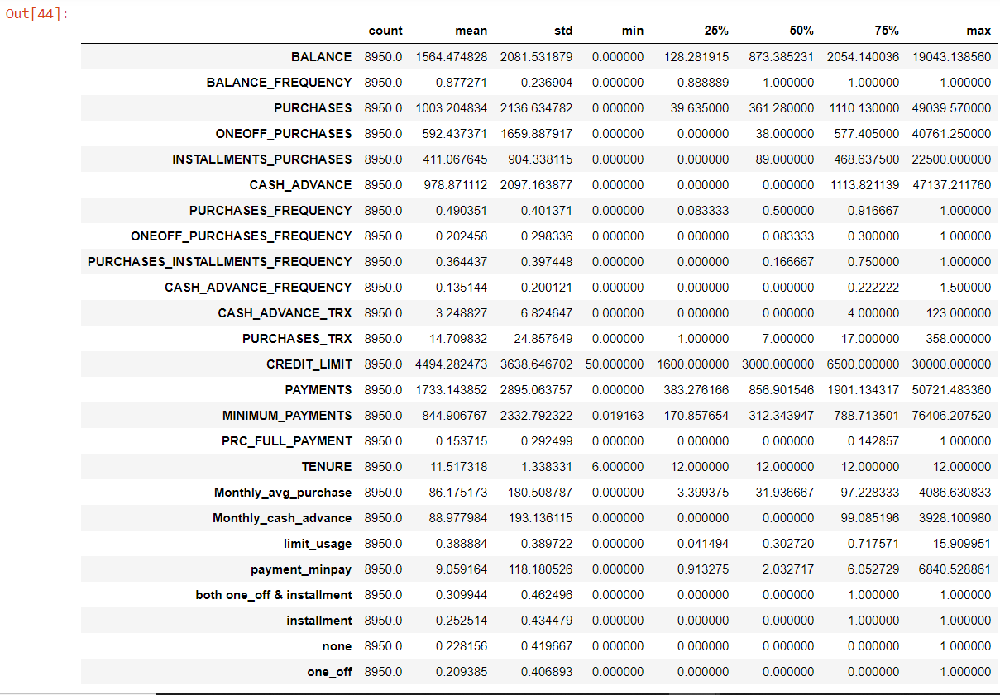 Out[44]:
count mean std min 25% 50% 75% max
BALANCE 8950.0 1564.474828 2081.531879 0.000000 128.281915 873.385231 2054.140036 19043.138560
BALANCE_FREQUENCY 8950.0 0.877271 0.236904 0.000000 0.888889 1.000000 1.000000 1.000000
PURCHASES 8950.0 1003.204834 2136.634782 0.000000 39.635000 361.280000 1110.130000 49039.570000
ONEOFF_PURCHASES 8950.0 592.437371 1659.887917 0.000000 0.000000 38.000000 577.405000 40761.250000
INSTALLMENTS_PURCHASES 8950.0 411.067645 904.338115 0.000000 0.000000 89.000000 468.637500 22500.000000
CASH_ADVANCE 8950.0 978.871112 2097.163877 0.000000 0.000000 0.000000 1113.821139 47137.211760
PURCHASES_FREQUENCY 8950.0 0.490351 0.401371 0.000000 0.083333 0.500000 0.916667 1.000000
ONEOFF_PURCHASES_FREQUENCY 8950.0 0.202458 0.298336 0.000000 0.000000 0.083333 0.300000 1.000000
PURCHASES_INSTALLMENTS_FREQUENCY 8950.0 0.364437 0.397448 0.000000 0.000000 0.166667 0.750000 1.000000
CASH_ADVANCE_FREQUENCY 8950.0 0.135144 0.200121 0.000000 0.000000 0.000000 0.222222 1.500000
CASH_ADVANCE_TRX 8950.0 3.248827 6.824647 0.000000 0.000000 0.000000 4.000000 123.000000
PURCHASES_TRX 8950.0 14.709832 24.857649 0.000000 1.000000 7.000000 17.000000 358.000000
CREDIT_LIMIT 8950.0 4494.282473 3638.646702 50.000000 1600.000000 3000.000000 6500.000000 30000.000000
PAYMENTS 8950.0 1733.143852 2895.063757 0.000000 383.276166 856.901546 1901.134317 50721.483360
MINIMUM_PAYMENTS 8950.0 844.906767 2332.792322 0.019163 170.857654 312.343947 788.713501 76406.207520
PRC_FULL_PAYMENT 8950.0 0.153715 0.292499 0.000000 0.000000 0.000000 0.142857 1.000000
TENURE 8950.0 11.517318 1.338331 6.000000 12.000000 12.000000 12.000000 12.000000
Monthly_avg_purchase 8950.0 86.175173 180.508787 0.000000 3.399375 31.936667 97.228333 4086.630833
Monthly_cash_advance 8950.0 88.977984 193.136115 0.000000 0.000000 0.000000 99.085196 3928.100980
limit_usage 8950.0 0.388884 0.389722 0.000000 0.041494 0.302720 0.717571 15.909951
payment_minpay 8950.0 9.059164 118.180526 0.000000 0.913275 2.032717 6.052729 6840.528861
both one_off & installment 8950.0 0.309944 0.462496 0.000000 0.000000 0.000000 1.000000 1.000000
installment 8950.0 0.252514 0.434479 0.000000 0.000000 0.000000 1.000000 1.000000
none 8950.0 0.228156 0.419667 0.000000 0.000000 0.000000 0.000000 1.000000
one_off 8950.0 0.209385 0.406893 0.000000 0.000000 0.000000 0.000000 1.000000